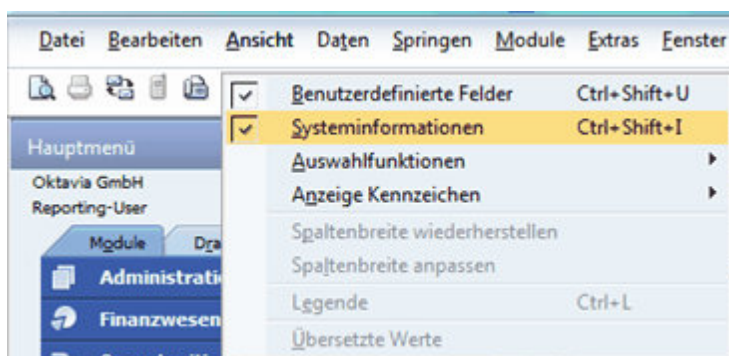 Datei Bearbeiten Ansicht Daten Springen Module Extras Fenster
Benutzerdefinierte Felder Ctrl+Shift+U
Systeminformationen Ctrl+Shift+I
Auswahlfunktionen
Anzeige Kennzeichen
Spaltenbreite wiederherstellen
Spaltenbreite anpassen
Legende Ctrl+L
Übersetzte Werte
Hauptmenü
Oktavia GmbH
Reporting-User
Module Dra
Administrati
Finanzwesen